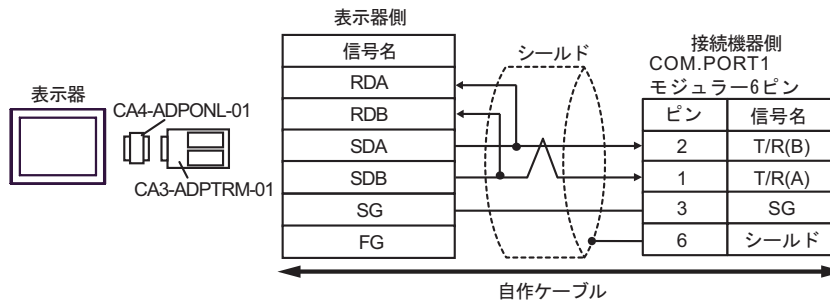 表示器側
信号名
RDA
RDB
SDA
SDB
SG
FG
シールド
接続機器側
COM.PORT1
モジュラー6ピン
ピン 信号名
2 T/R(B)
1 T/R(A)
3 SG
6 シールド
表示器
CA4-ADPONL-01
CA3-ADPTRM-01
自作ケーブル